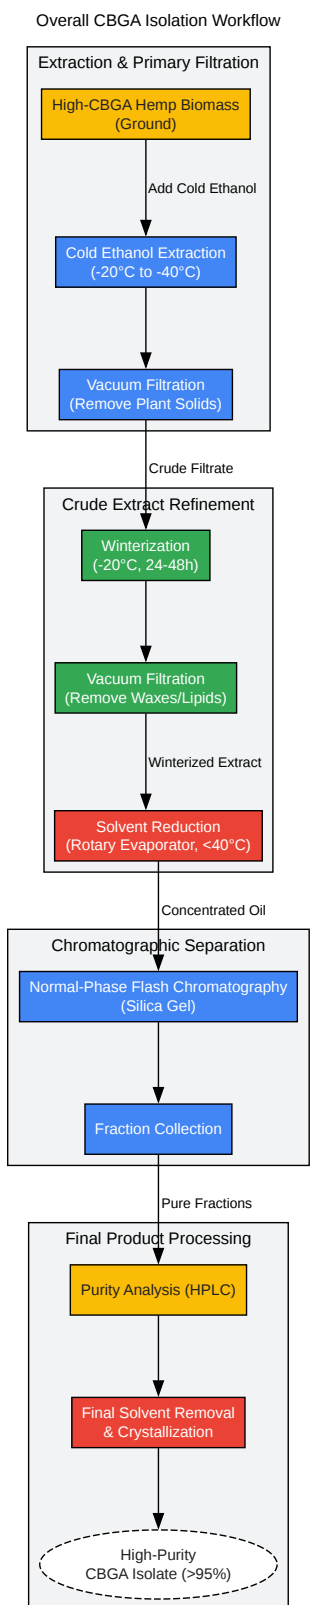 Overall CBGA Isolation Workflow
Extraction & Primary Filtration
High-CBGA Hemp Biomass
(Ground)
Add Cold Ethanol
Cold Ethanol Extraction
(-20°C to -40°C)
Vacuum Filtration
(Remove Plant Solids)
Crude Filtrate
Crude Extract Refinement
Winterization
(-20°C, 24-48h)
Vacuum Filtration
(Remove Waxes/Lipids)
Winterized Extract
Solvent Reduction
(Rotary Evaporator, <40°C)
Concentrated Oil
Chromatographic Separation
Normal-Phase Flash Chromatography
(Silica Gel)
Fraction Collection
Pure Fractions
Final Product Processing
Purity Analysis (HPLC)
Final Solvent Removal
& Crystallization
High-Purity
CBGA Isolate (>95%)